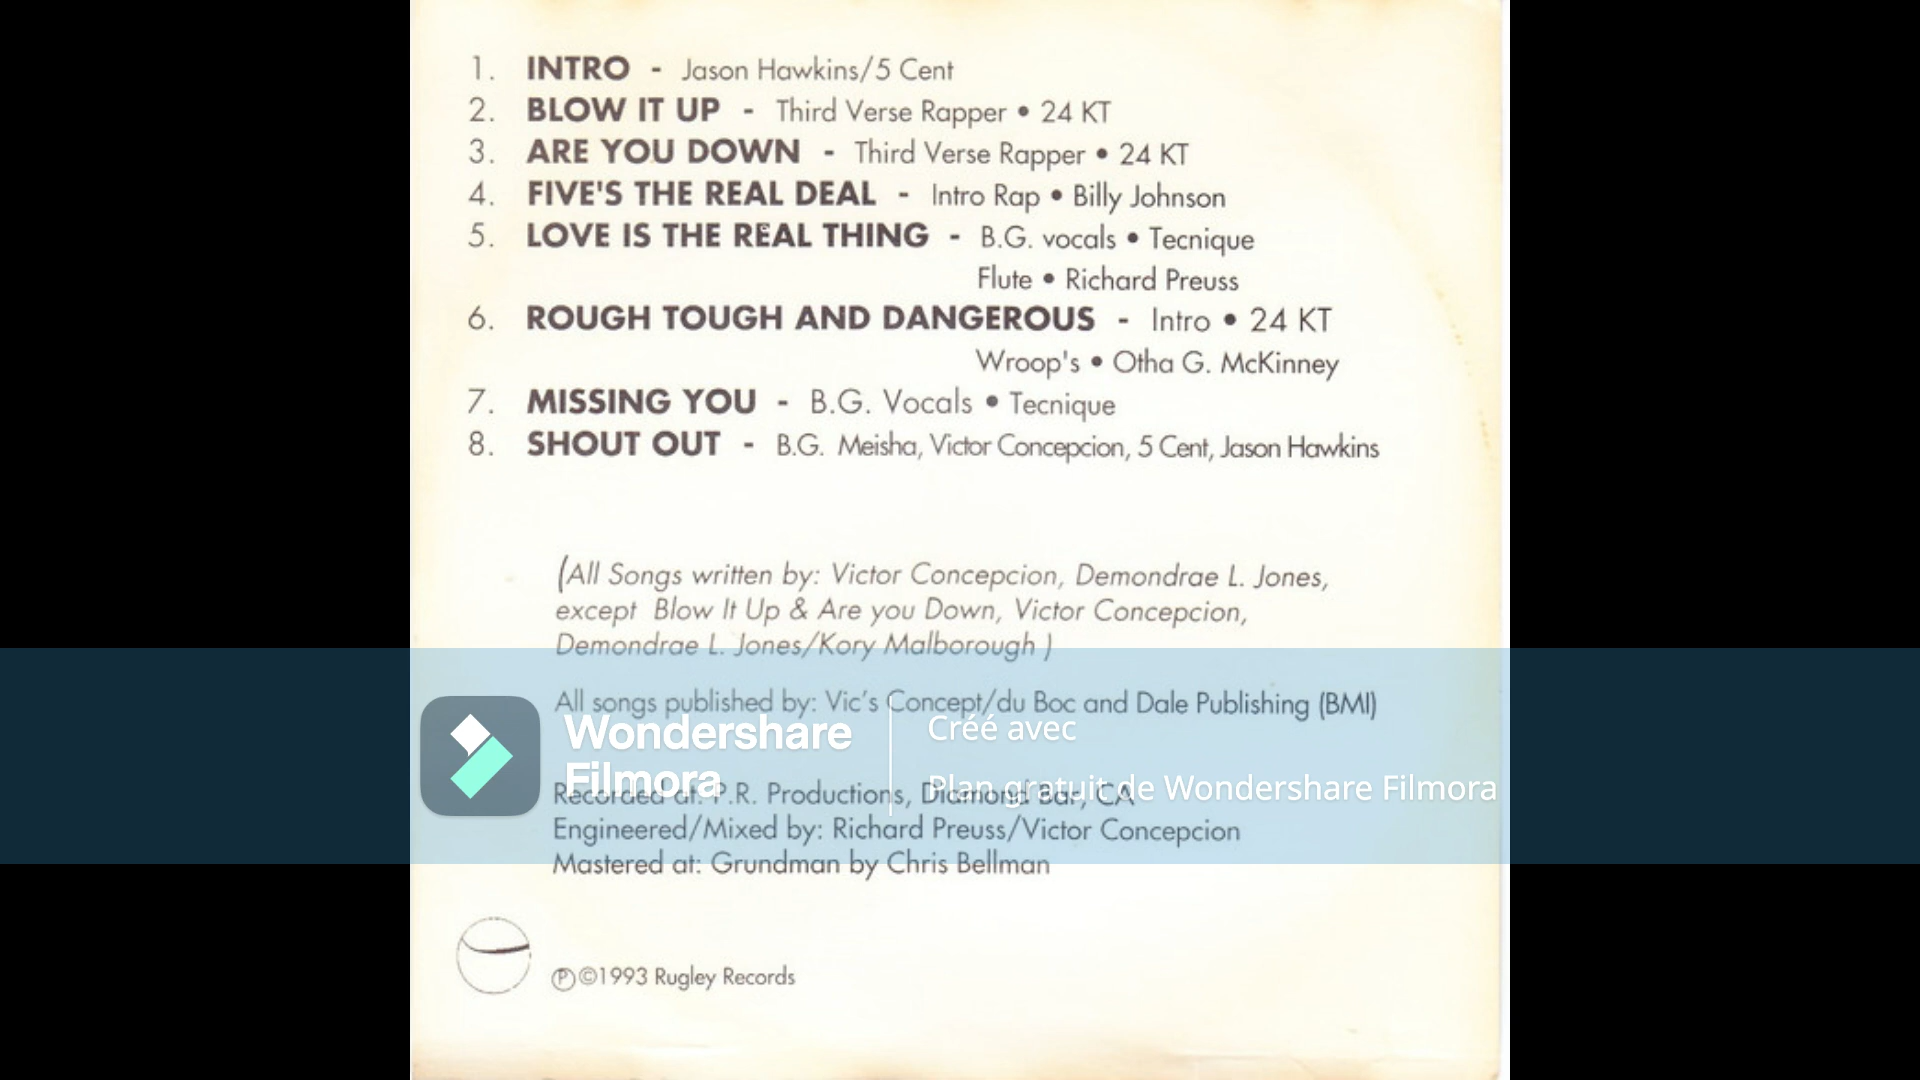 1. INTRO - Jason Hawkins/5 Cent
2. BLOW IT UP - Third Verse Rapper • 24 KT
3. ARE YOU DOWN - Third Verse Rapper • 24 KT
4. FIVE'S THE REAL DEAL - Intro Rap • Billy Johnson
5. LOVE IS THE REAL THING - B.G. vocals • Tecnique
Flute • Richard Preuss
6. ROUGH TOUGH AND DANGEROUS - Intro • 24 KT
Wroop's • Otha G. McKinney
7. MISSING YOU - B.G. Vocals • Tecnique
8. SHOUT OUT - B.G. Meisha, Victor Concepcion, 5 Cent, Jason Hawkins
(All Songs written by: Victor Concepcion, Demondrae L. Jones,
except Blow It Up & Are you Down, Victor Concepcion,
Demondrae L. Jones/Kory Malborough )
All songs published by: Vic's Concept/du Boc and Dale Publishing (BMI)
Wondershare
Filmora
Créé avec
Plan gratuit de Wondershare Filmora
Recorded at: P.R. Productions, Diamond Bar, CA
Engineered/Mixed by: Richard Preuss/Victor Concepcion
Mastered at: Grundman by Chris Bellman
℗©1993 Rugley Records